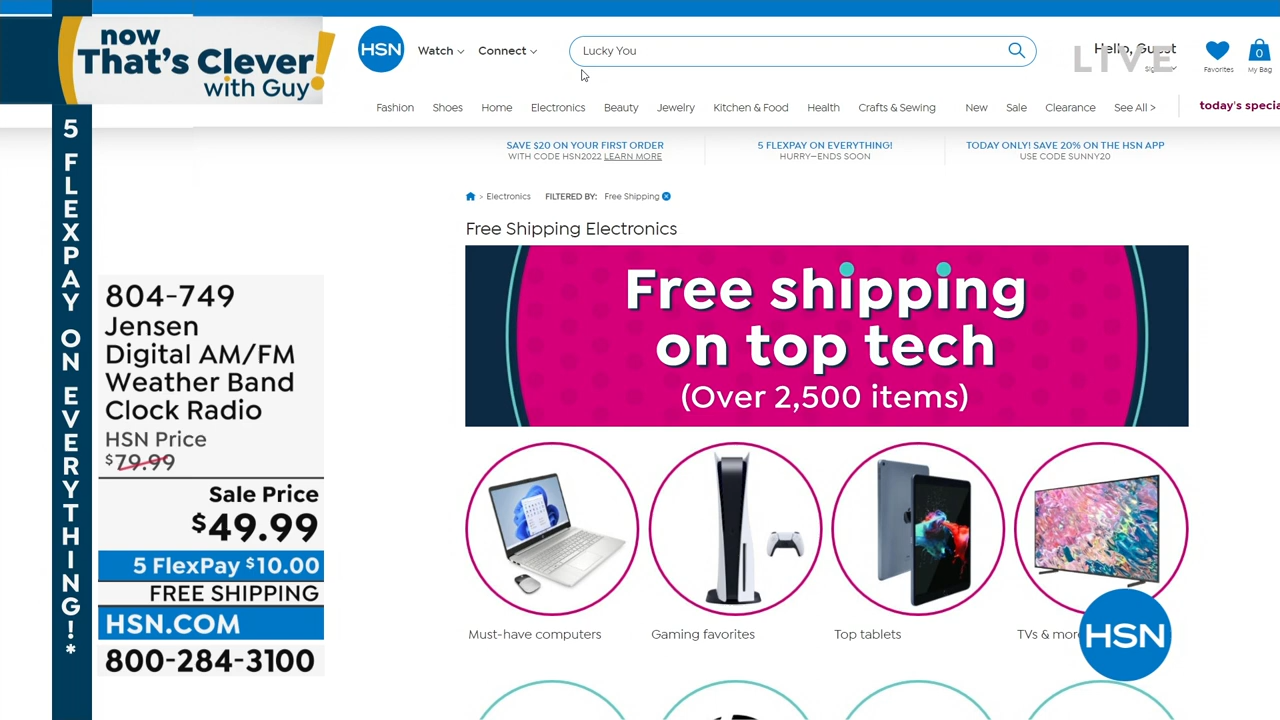 now
That's Clever!
with Guy
5 FLEXPAY ON EVERYTHING!*
804-749
Jensen
Digital AM/FM
Weather Band
Clock Radio
HSN Price
$79.99
Sale Price
$49.99
5 FlexPay $10.00
FREE SHIPPING
HSN.COM
800-284-3100
HSN
Watch
Connect
Lucky You
Hello, Guest
LIVE
Favorites
0
My Bag
Fashion
Shoes
Home
Electronics
Beauty
Jewelry
Kitchen & Food
Health
Crafts & Sewing
New
Sale
Clearance
See All >
today's specia
SAVE $20 ON YOUR FIRST ORDER
WITH CODE HSN2022 LEARN MORE
5 FLEXPAY ON EVERYTHING!
HURRY—ENDS SOON
TODAY ONLY! SAVE 20% ON THE HSN APP
USE CODE SUNNY20
> Electronics
FILTERED BY:
Free Shipping
Free Shipping Electronics
Free shipping
on top tech
(Over 2,500 items)
Must-have computers
Gaming favorites
Top tablets
TVs & mor
HSN